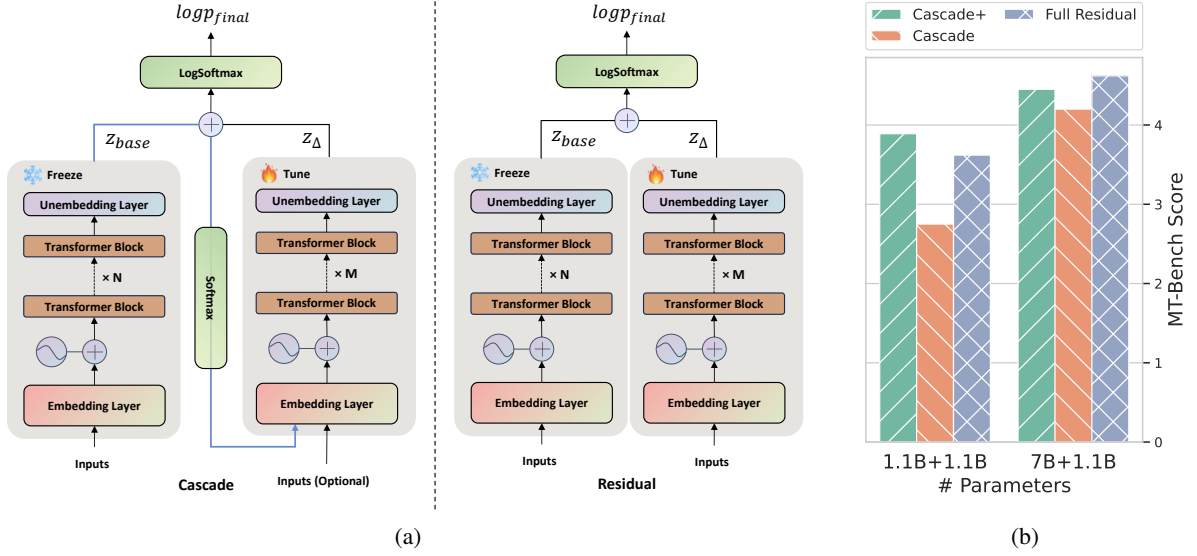 logp_final
LogSoftmax
+
z_base
z_Δ
Freeze
Unembedding Layer
Transformer Block
× N
Transformer Block
+
Embedding Layer
Inputs
Softmax
Tune
Unembedding Layer
Transformer Block
× M
Transformer Block
+
Embedding Layer
Inputs (Optional)
Cascade
logp_final
LogSoftmax
+
z_base
z_Δ
Freeze
Unembedding Layer
Transformer Block
× N
Transformer Block
+
Embedding Layer
Inputs
Tune
Unembedding Layer
Transformer Block
× M
Transformer Block
+
Embedding Layer
Inputs
Residual
(a)
Cascade+
Cascade
Full Residual
4
3
2
1
0
MT-Bench Score
1.1B+1.1B
7B+1.1B
# Parameters
(b)